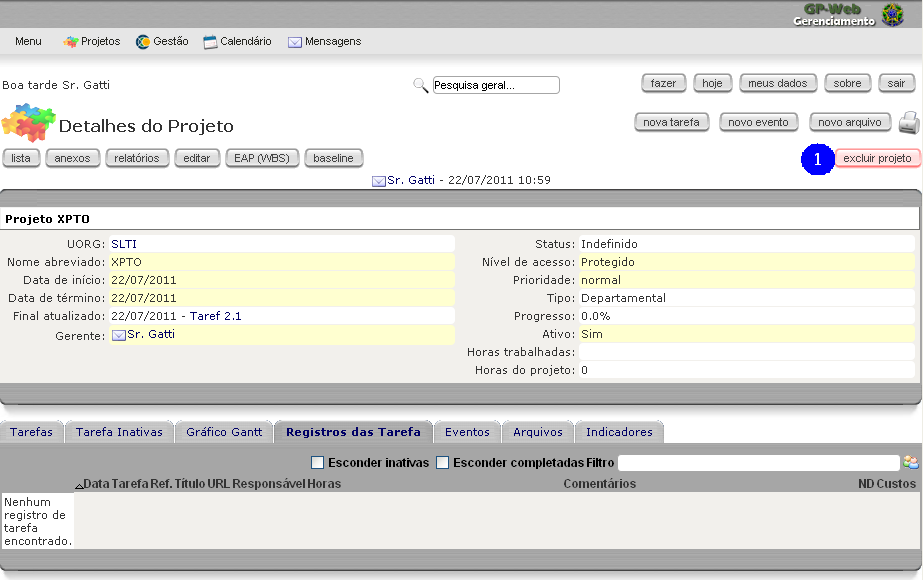 GP-Web
Gerenciamento
Menu Projetos Gestão Calendário Mensagens
Boa tarde Sr. Gatti Pesquisa geral... fazer hoje meus dados sobre sair
Detalhes do Projeto nova tarefa novo evento novo arquivo
lista anexos relatórios editar EAP (WBS) baseline 1 excluir projeto
Sr. Gatti - 22/07/2011 10:59
Projeto XPTO
UORG: SLTI Status: Indefinido
Nome abreviado: XPTO Nível de acesso: Protegido
Data de início: 22/07/2011 Prioridade: normal
Data de término: 22/07/2011 Tipo: Departamental
Final atualizado: 22/07/2011 - Taref 2.1 Progresso: 0.0%
Gerente: Sr. Gatti Ativo: Sim
Horas trabalhadas:
Horas do projeto: 0
Tarefas Tarefa Inativas Gráfico Gantt Registros das Tarefa Eventos Arquivos Indicadores
Esconder inativas Esconder completadas Filtro
Data Tarefa Ref. Título URL Responsável Horas Comentários ND Custos
Nenhum
registro de
tarefa
encontrado.